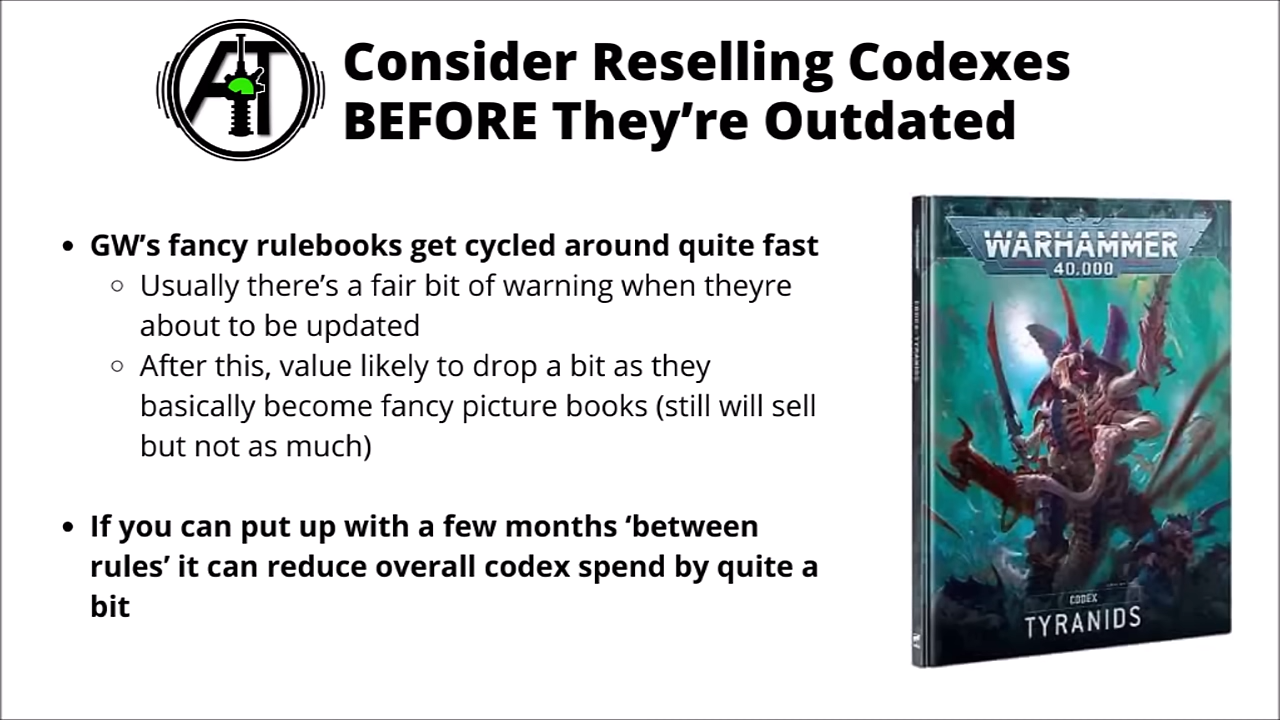 AT
Consider Reselling Codexes
BEFORE They’re Outdated
GW’s fancy rulebooks get cycled around quite fast
Usually there’s a fair bit of warning when theyre
about to be updated
After this, value likely to drop a bit as they
basically become fancy picture books (still will sell
but not as much)
If you can put up with a few months ‘between
rules’ it can reduce overall codex spend by quite a
bit
WARHAMMER
40,000
CODEX
TYRANIDS